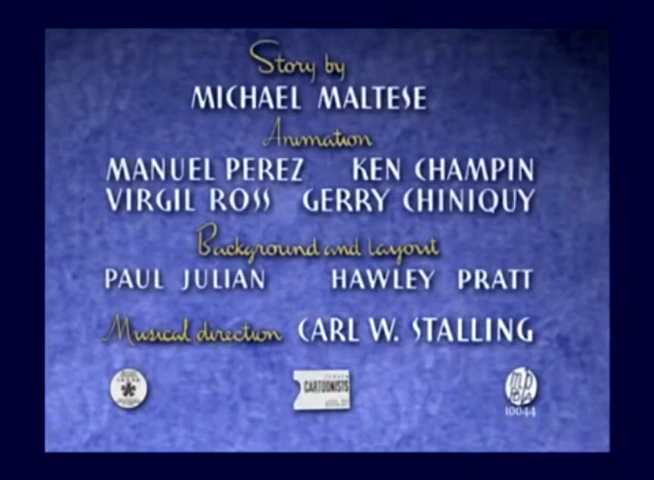 Story by
MICHAEL MALTESE
Animation
MANUEL PEREZ KEN CHAMPIN
VIRGIL ROSS GERRY CHINIQUY
Background and Layout
PAUL JULIAN HAWLEY PRATT
Musical direction CARL W. STALLING
CARTOONISTS
10044